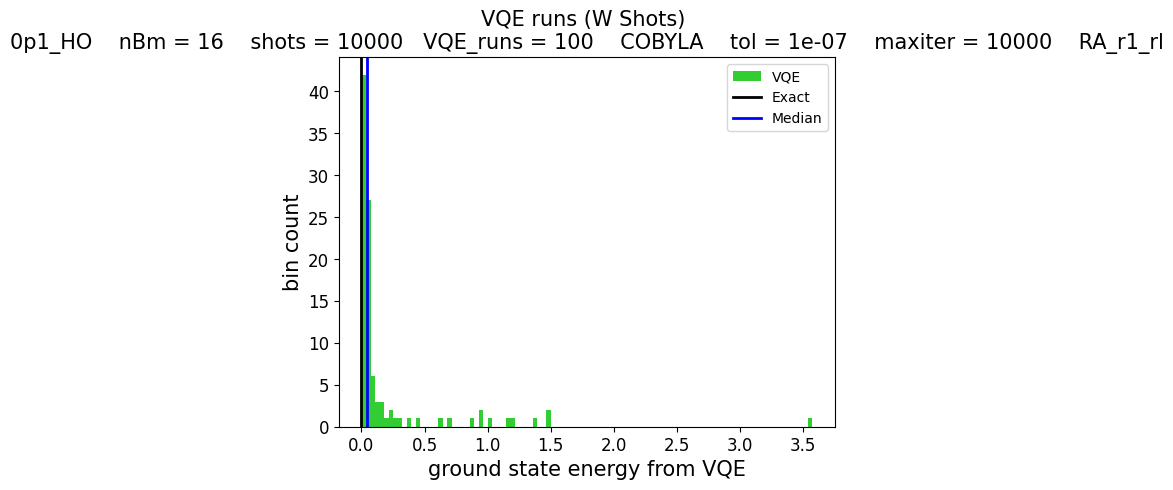 VQE runs (W Shots)
0p1_HO nBm = 16 shots = 10000 VQE_runs = 100 COBYLA tol = 1e-07 maxiter = 10000 RA_r1_rl
VQE
Exact
Median
bin count
40
35
30
25
20
15
10
5
0
0.0 0.5 1.0 1.5 2.0 2.5 3.0 3.5
ground state energy from VQE